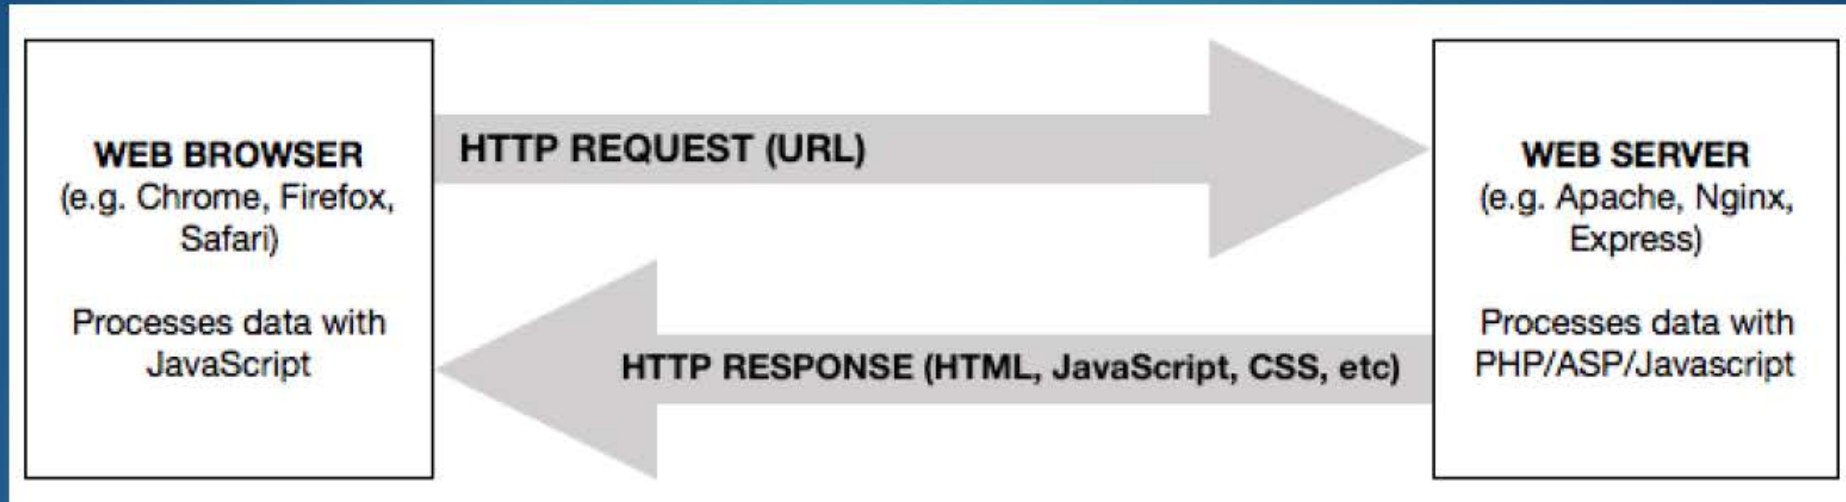 WEB BROWSER
(e.g. Chrome, Firefox,
Safari)
Processes data with
JavaScript
HTTP REQUEST (URL)
HTTP RESPONSE (HTML, JavaScript, CSS, etc)
WEB SERVER
(e.g. Apache, Nginx,
Express)
Processes data with
PHP/ASP/Javascript